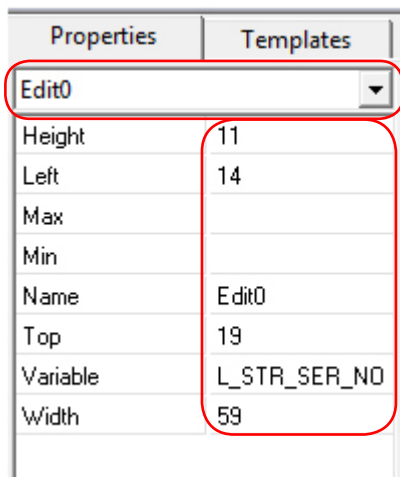 Properties Templates
Edit0
Height 11
Left 14
Max
Min
Name Edit0
Top 19
Variable L_STR_SER_NO
Width 59